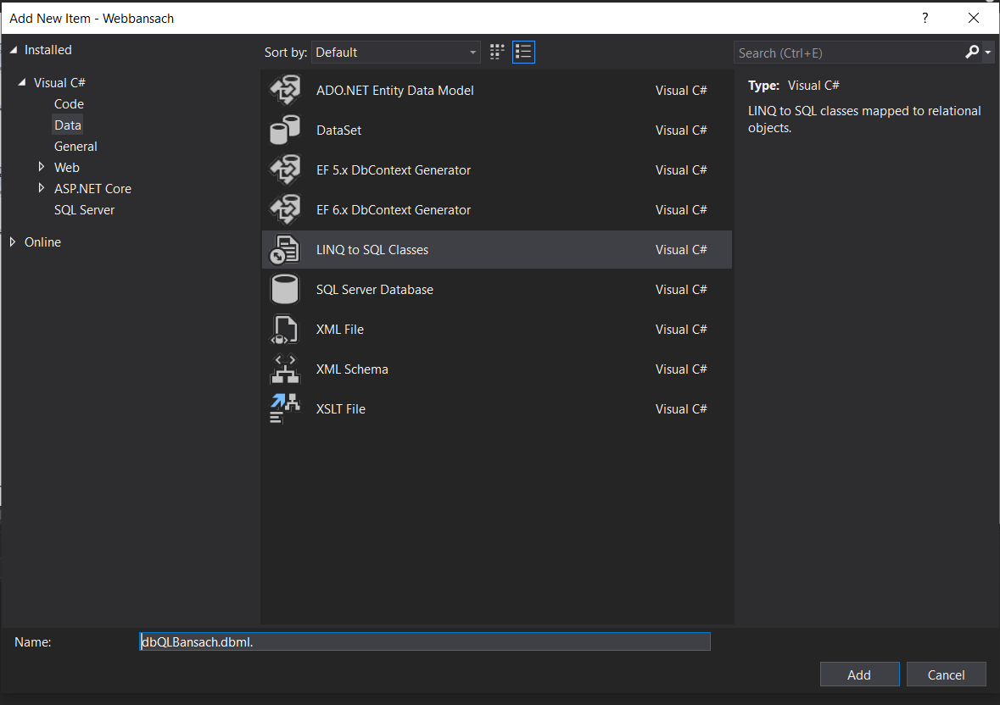 Add New Item - Webbansach
?
Installed
Visual C#
Code
Data
General
Web
ASP.NET Core
SQL Server
Online
Sort by: Default
ADO.NET Entity Data Model Visual C#
DataSet Visual C#
EF 5.x DbContext Generator Visual C#
EF 6.x DbContext Generator Visual C#
LINQ to SQL Classes Visual C#
SQL Server Database Visual C#
XML File Visual C#
XML Schema Visual C#
XSLT File Visual C#
Search (Ctrl+E)
Type: Visual C#
LINQ to SQL classes mapped to relational
objects.
Name: dbQLBansach.dbml.
Add Cancel